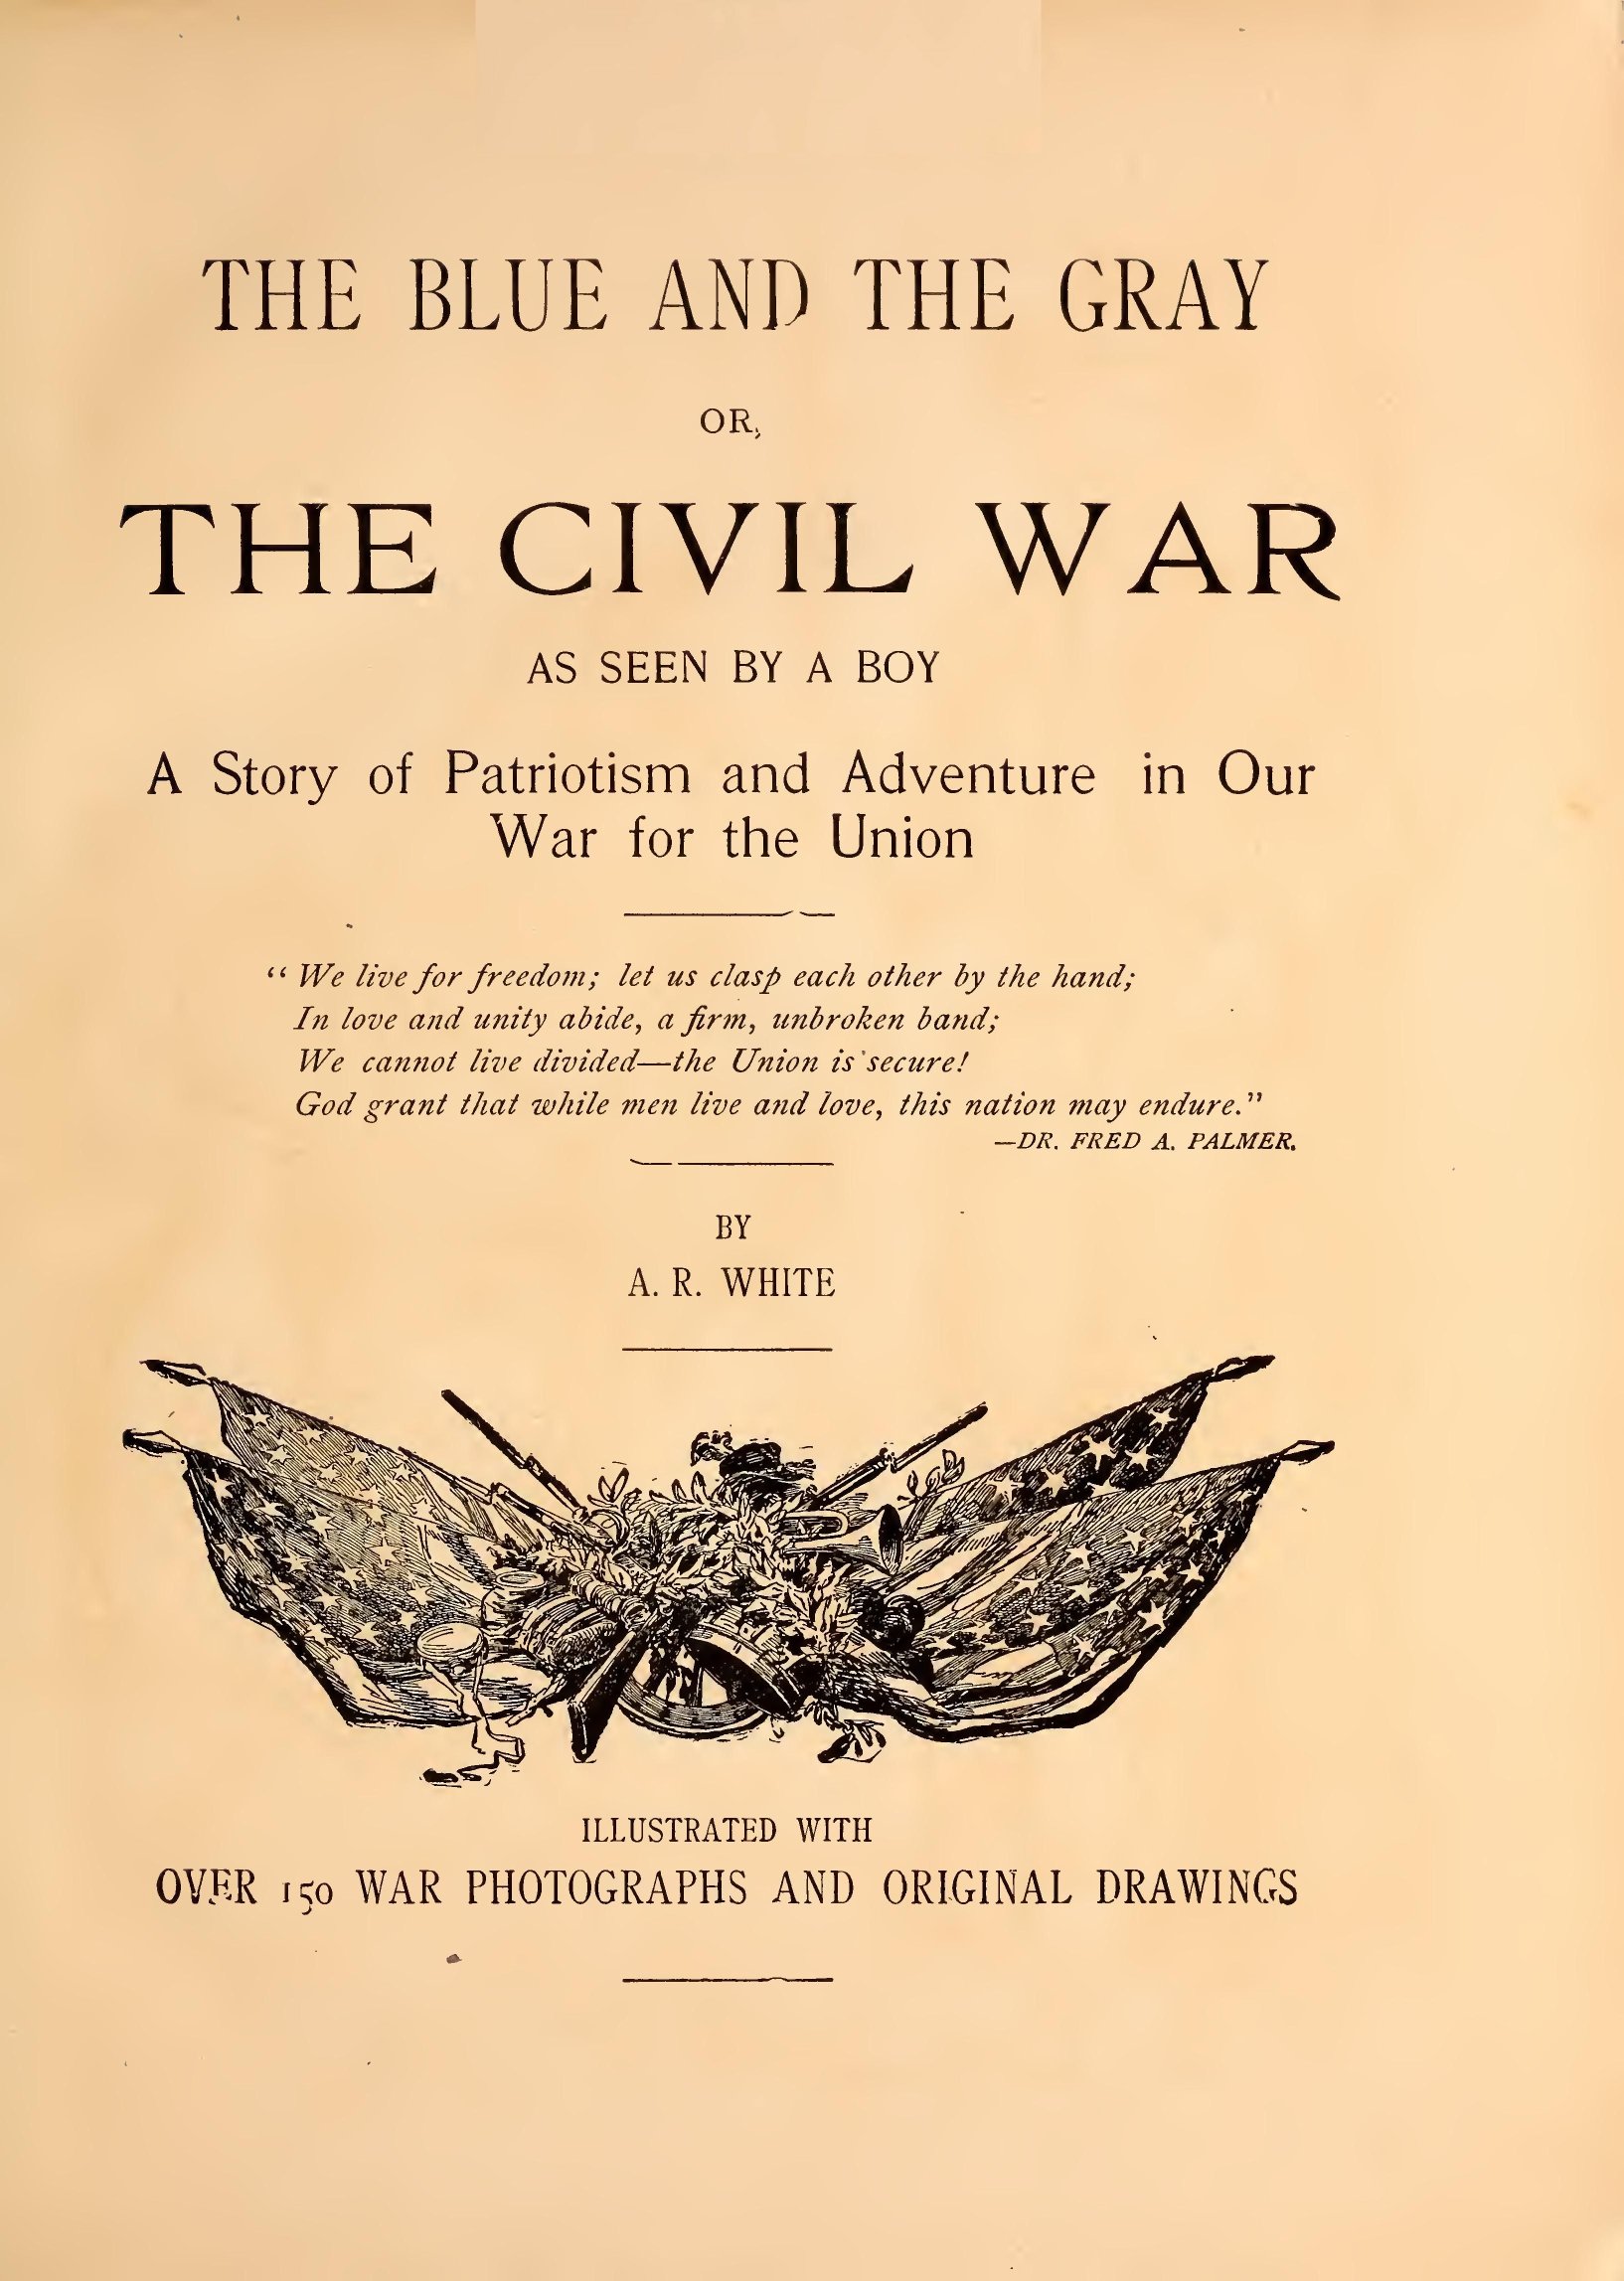 THE BLUE AND THE GRAY
OR,
THE CIVIL WAR
AS SEEN BY A BOY
A Story of Patriotism and Adventure in Our
War for the Union
“We live for freedom; let us clasp each other by the hand;
In love and unity abide, a firm, unbroken band;
We cannot live divided—the Union is secure!
God grant that while men live and love, this nation may endure.”
—DR. FRED A. PALMER.
BY
A. R. WHITE
ILLUSTRATED WITH
OVER 150 WAR PHOTOGRAPHS AND ORIGINAL DRAWINGS